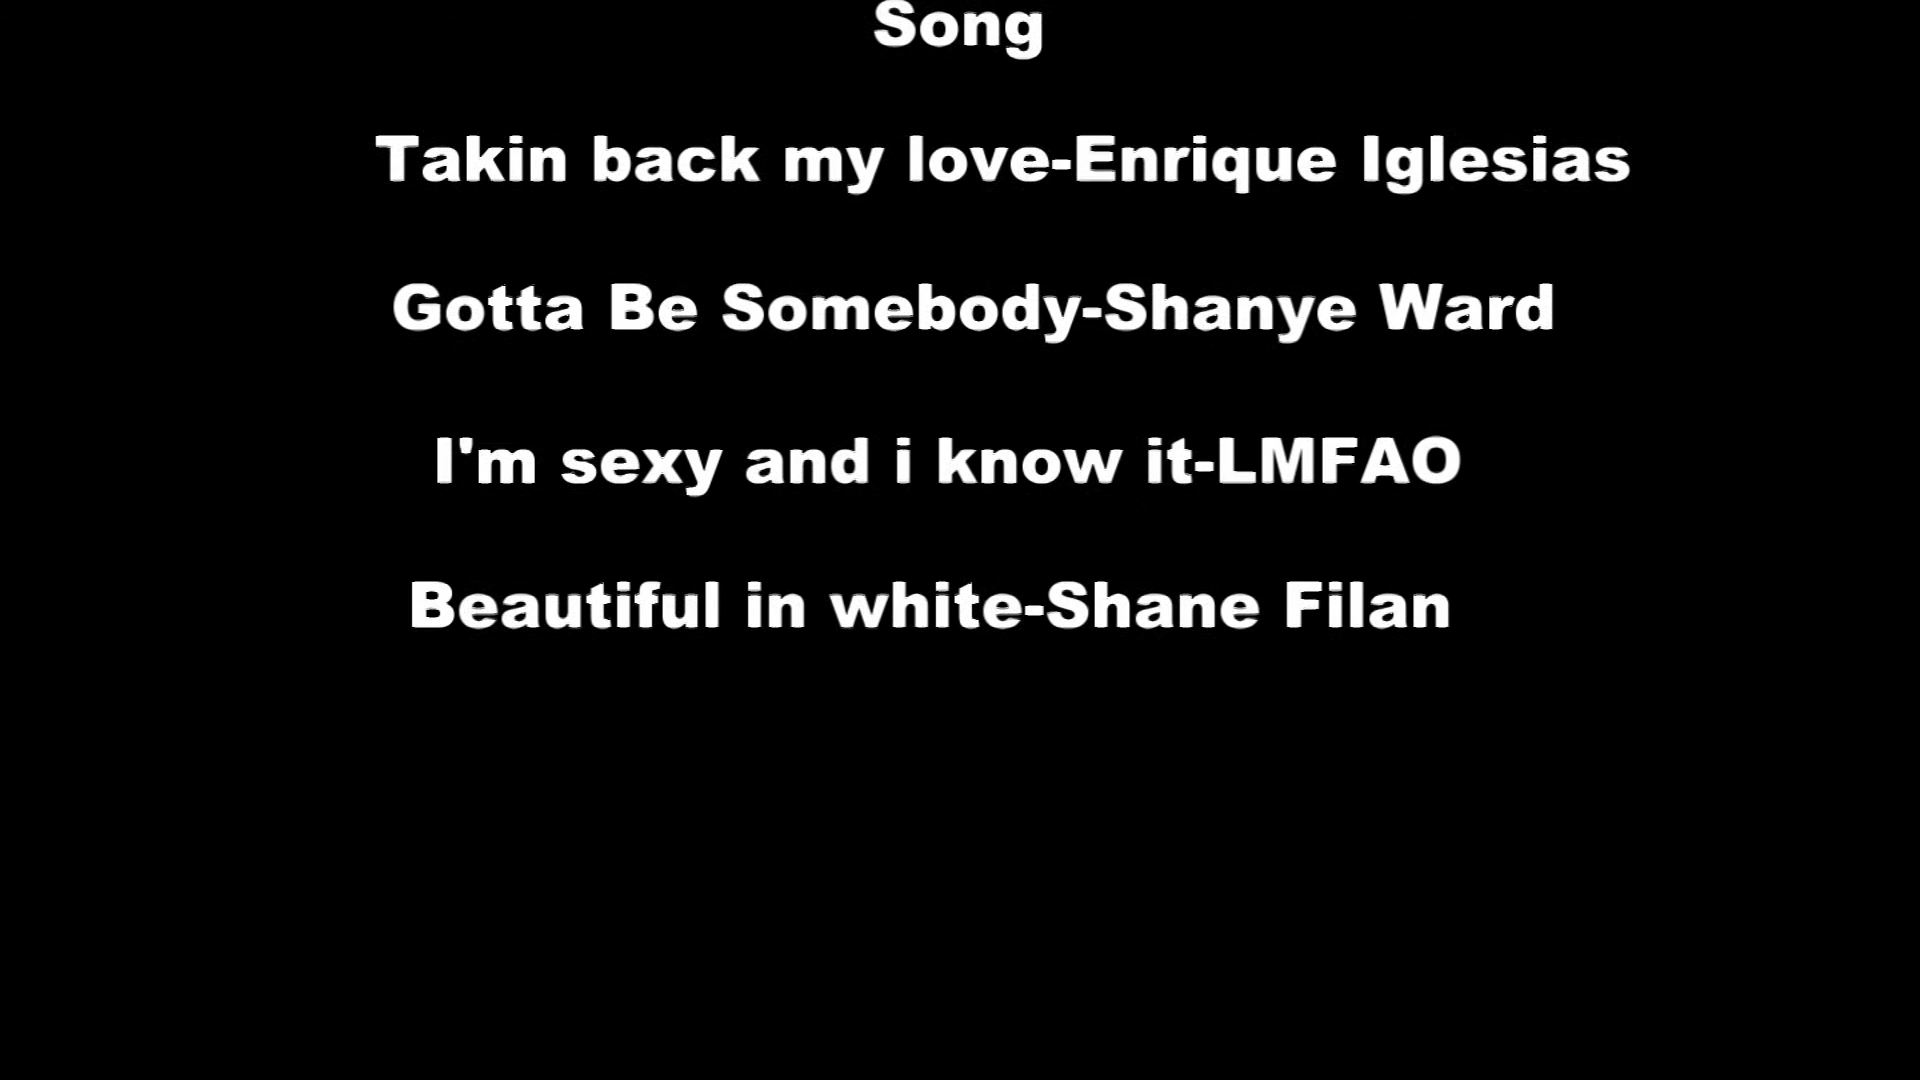 Song
Takin back my love-Enrique Iglesias
Gotta Be Somebody-Shanye Ward
I'm sexy and i know it-LMFAO
Beautiful in white-Shane Filan